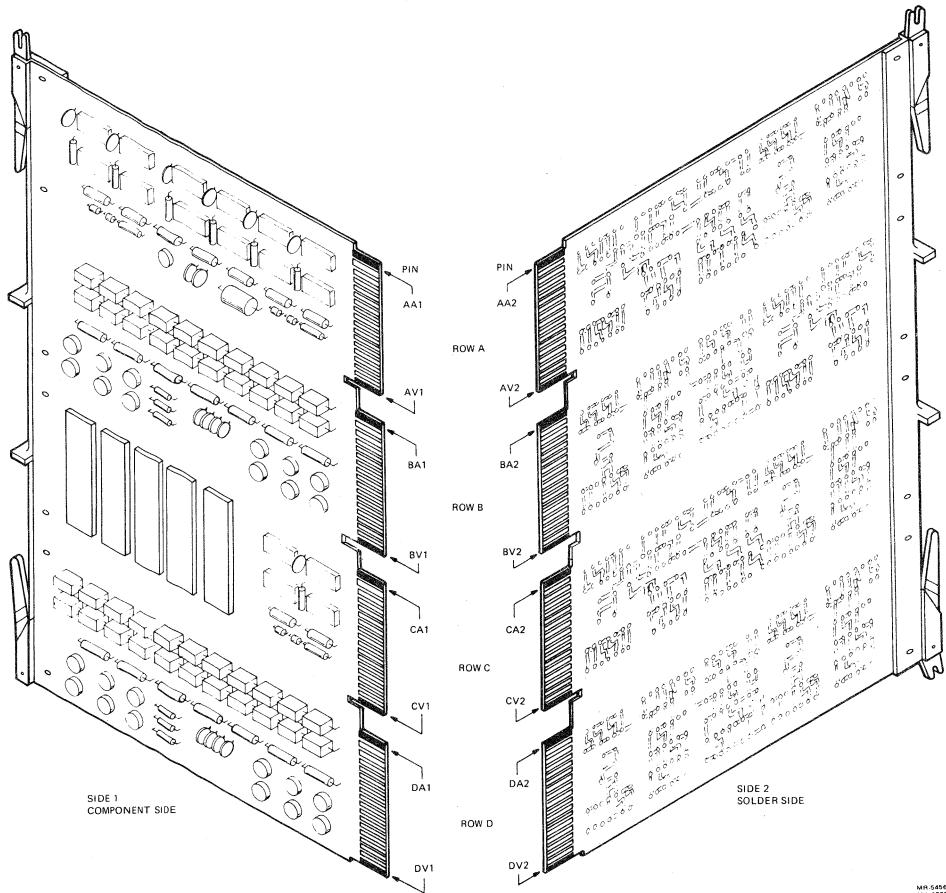 PIN
AA1
ROW A
AV1
BA1
ROW B
BV1
CA1
ROW C
CV1
DA1
ROW D
DV1
PIN
AA2
AV2
BA2
BV2
CA2
CV2
DA2
DV2
SIDE 1
COMPONENT SIDE
SIDE 2
SOLDER SIDE